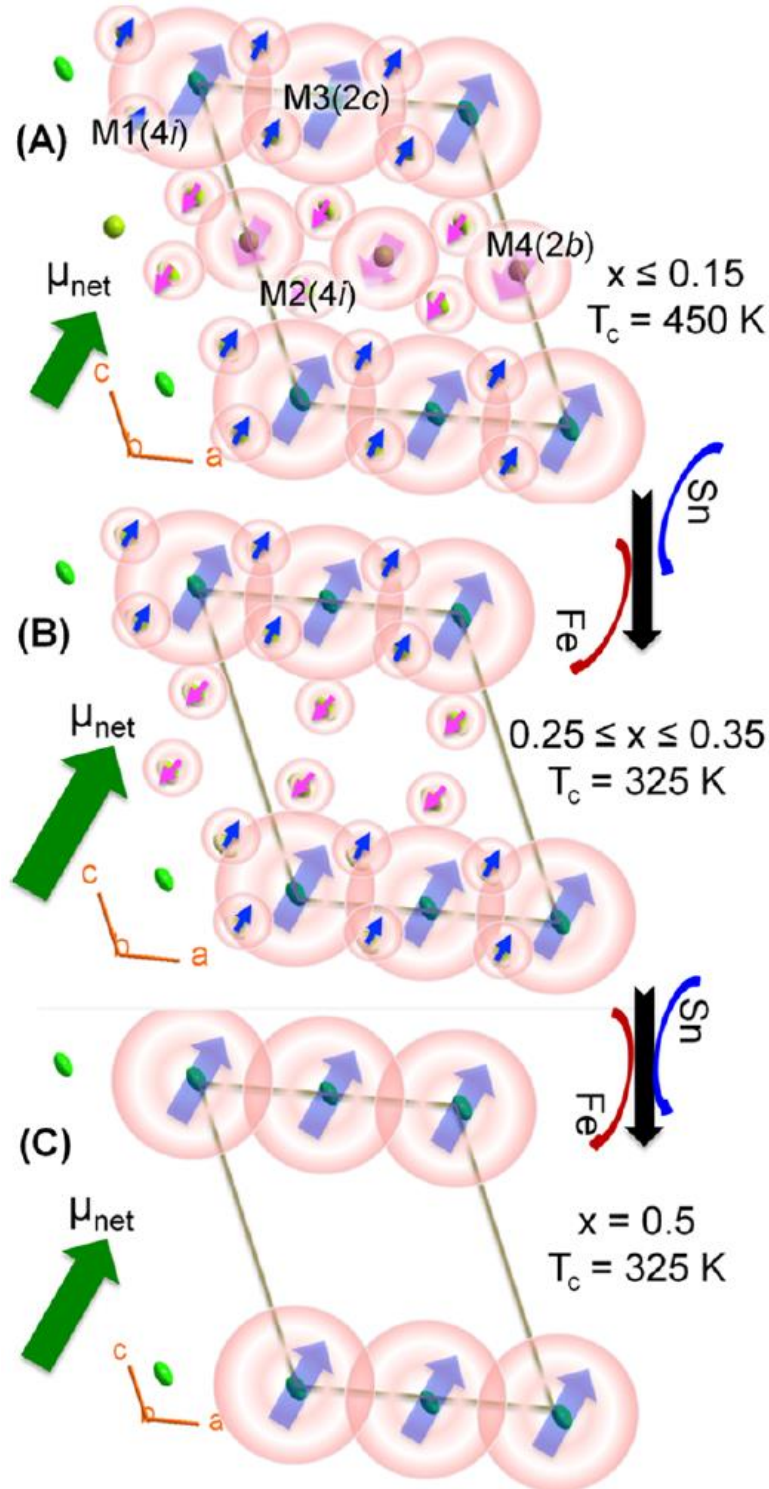 M3(2c)
M1(4i)
(A)
M4(2b)
M2(4i)
μnet
x ≤ 0.15
Tc = 450 K
c
b
a
Sn
Fe
(B)
μnet
0.25 ≤ x ≤ 0.35
Tc = 325 K
c
b
a
Sn
Fe
(C)
μnet
x = 0.5
Tc = 325 K
c
b
a